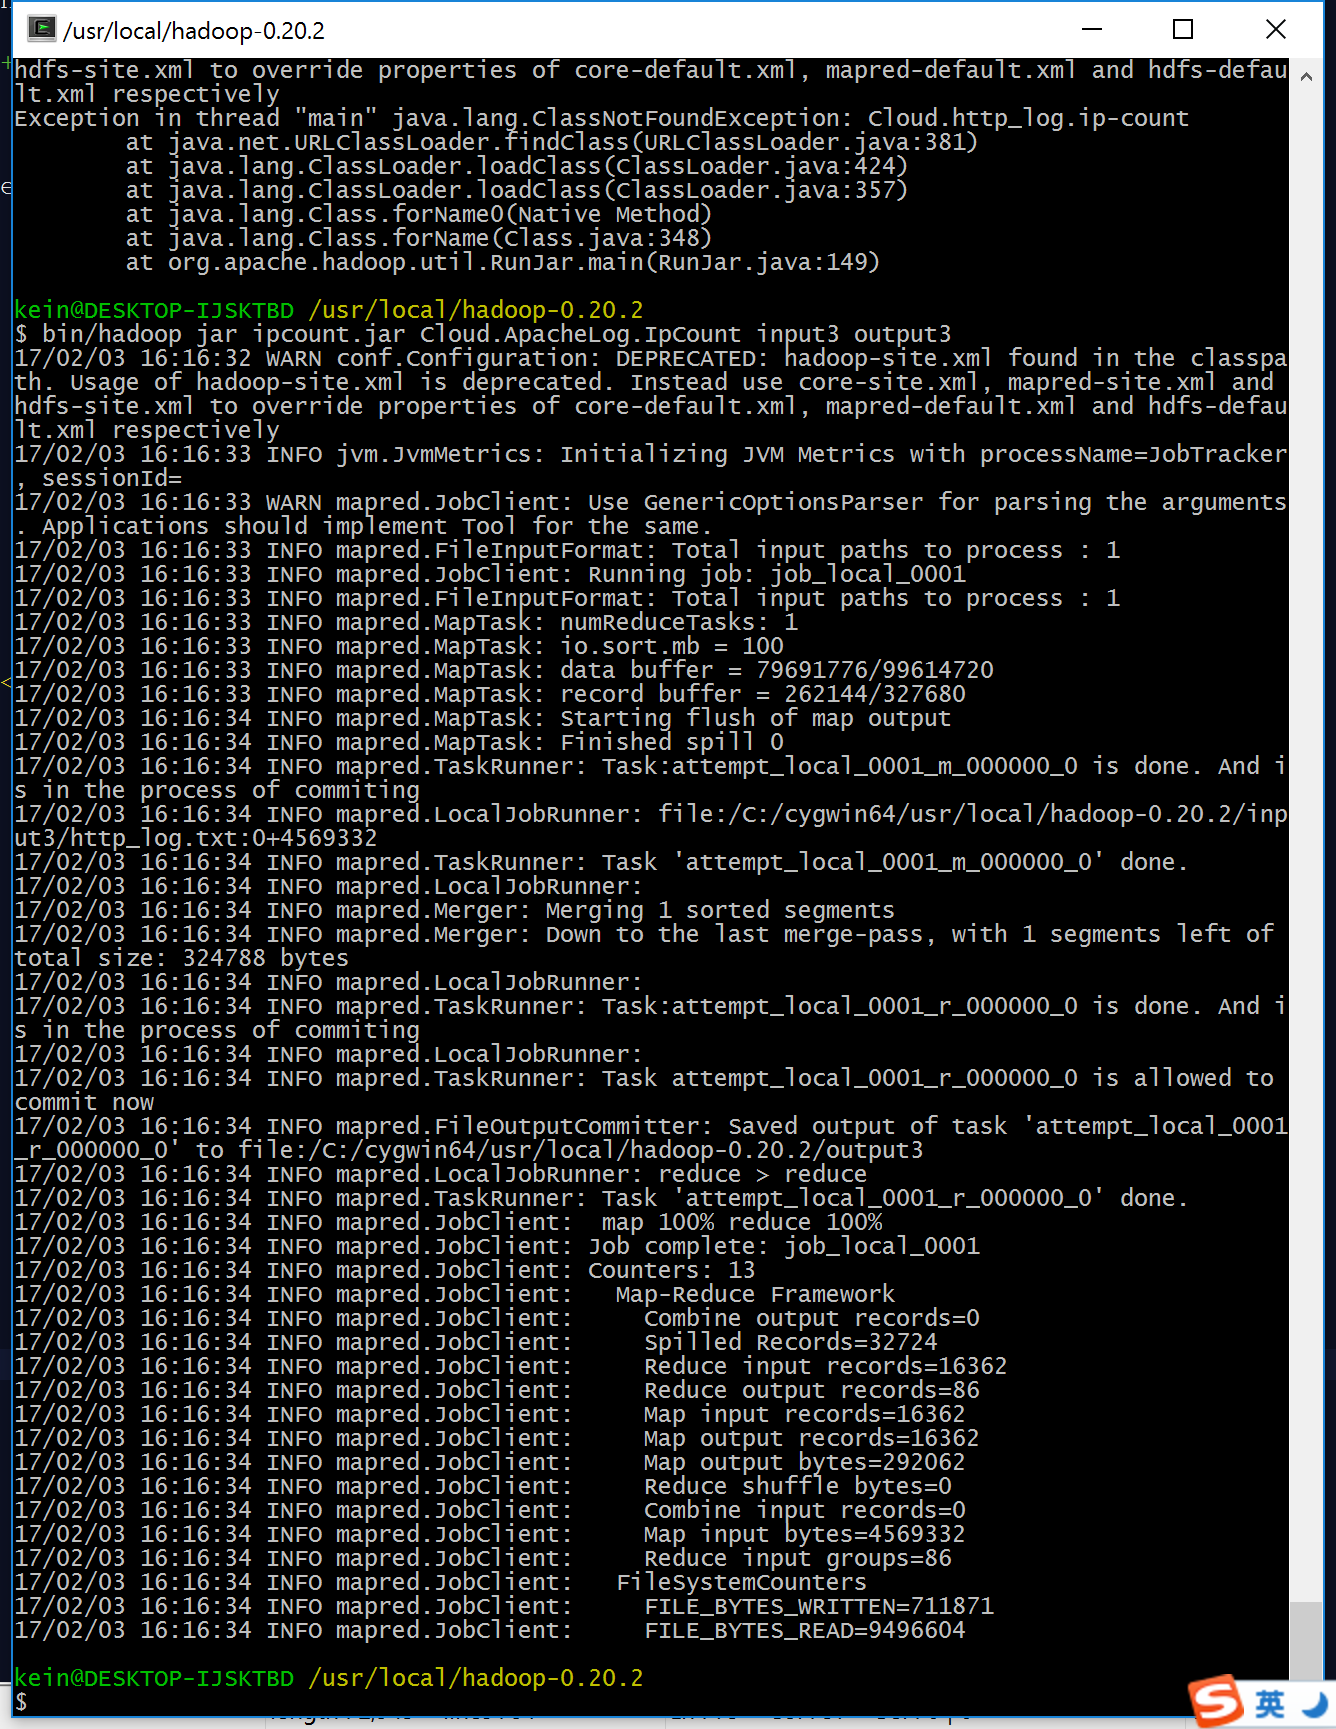 /usr/local/hadoop-0.20.2
hdfs-site.xml to override properties of core-default.xml, mapred-default.xml and hdfs-defau
lt.xml respectively
Exception in thread "main" java.lang.ClassNotFoundException: Cloud.http_log.ip-count
        at java.net.URLClassLoader.findClass(URLClassLoader.java:381)
        at java.lang.ClassLoader.loadClass(ClassLoader.java:424)
        at java.lang.ClassLoader.loadClass(ClassLoader.java:357)
        at java.lang.Class.forName0(Native Method)
        at java.lang.Class.forName(Class.java:348)
        at org.apache.hadoop.util.RunJar.main(RunJar.java:149)
kein@DESKTOP-IJSKTBD /usr/local/hadoop-0.20.2
$ bin/hadoop jar ipcount.jar Cloud.ApacheLog.IpCount input3 output3
17/02/03 16:16:32 WARN conf.Configuration: DEPRECATED: hadoop-site.xml found in the classpa
th. Usage of hadoop-site.xml is deprecated. Instead use core-site.xml, mapred-site.xml and
hdfs-site.xml to override properties of core-default.xml, mapred-default.xml and hdfs-defau
lt.xml respectively
17/02/03 16:16:33 INFO jvm.JvmMetrics: Initializing JVM Metrics with processName=JobTracker
, sessionId=
17/02/03 16:16:33 WARN mapred.JobClient: Use GenericOptionsParser for parsing the arguments
. Applications should implement Tool for the same.
17/02/03 16:16:33 INFO mapred.FileInputFormat: Total input paths to process : 1
17/02/03 16:16:33 INFO mapred.JobClient: Running job: job_local_0001
17/02/03 16:16:33 INFO mapred.FileInputFormat: Total input paths to process : 1
17/02/03 16:16:33 INFO mapred.MapTask: numReduceTasks: 1
17/02/03 16:16:33 INFO mapred.MapTask: io.sort.mb = 100
17/02/03 16:16:33 INFO mapred.MapTask: data buffer = 79691776/99614720
17/02/03 16:16:33 INFO mapred.MapTask: record buffer = 262144/327680
17/02/03 16:16:34 INFO mapred.MapTask: Starting flush of map output
17/02/03 16:16:34 INFO mapred.MapTask: Finished spill 0
17/02/03 16:16:34 INFO mapred.TaskRunner: Task:attempt_local_0001_m_000000_0 is done. And i
s in the process of commiting
17/02/03 16:16:34 INFO mapred.LocalJobRunner: file:/C:/cygwin64/usr/local/hadoop-0.20.2/inp
ut3/http_log.txt:0+4569332
17/02/03 16:16:34 INFO mapred.TaskRunner: Task 'attempt_local_0001_m_000000_0' done.
17/02/03 16:16:34 INFO mapred.LocalJobRunner:
17/02/03 16:16:34 INFO mapred.Merger: Merging 1 sorted segments
17/02/03 16:16:34 INFO mapred.Merger: Down to the last merge-pass, with 1 segments left of
total size: 324788 bytes
17/02/03 16:16:34 INFO mapred.LocalJobRunner:
17/02/03 16:16:34 INFO mapred.TaskRunner: Task:attempt_local_0001_r_000000_0 is done. And i
s in the process of commiting
17/02/03 16:16:34 INFO mapred.LocalJobRunner:
17/02/03 16:16:34 INFO mapred.TaskRunner: Task attempt_local_0001_r_000000_0 is allowed to
commit now
17/02/03 16:16:34 INFO mapred.FileOutputCommitter: Saved output of task 'attempt_local_0001
_r_000000_0' to file:/C:/cygwin64/usr/local/hadoop-0.20.2/output3
17/02/03 16:16:34 INFO mapred.LocalJobRunner: reduce > reduce
17/02/03 16:16:34 INFO mapred.TaskRunner: Task 'attempt_local_0001_r_000000_0' done.
17/02/03 16:16:34 INFO mapred.JobClient:  map 100% reduce 100%
17/02/03 16:16:34 INFO mapred.JobClient: Job complete: job_local_0001
17/02/03 16:16:34 INFO mapred.JobClient: Counters: 13
17/02/03 16:16:34 INFO mapred.JobClient:   Map-Reduce Framework
17/02/03 16:16:34 INFO mapred.JobClient:     Combine output records=0
17/02/03 16:16:34 INFO mapred.JobClient:     Spilled Records=32724
17/02/03 16:16:34 INFO mapred.JobClient:     Reduce input records=16362
17/02/03 16:16:34 INFO mapred.JobClient:     Reduce output records=86
17/02/03 16:16:34 INFO mapred.JobClient:     Map input records=16362
17/02/03 16:16:34 INFO mapred.JobClient:     Map output records=16362
17/02/03 16:16:34 INFO mapred.JobClient:     Map output bytes=292062
17/02/03 16:16:34 INFO mapred.JobClient:     Reduce shuffle bytes=0
17/02/03 16:16:34 INFO mapred.JobClient:     Combine input records=0
17/02/03 16:16:34 INFO mapred.JobClient:     Map input bytes=4569332
17/02/03 16:16:34 INFO mapred.JobClient:     Reduce input groups=86
17/02/03 16:16:34 INFO mapred.JobClient:   FileSystemCounters
17/02/03 16:16:34 INFO mapred.JobClient:     FILE_BYTES_WRITTEN=711871
17/02/03 16:16:34 INFO mapred.JobClient:     FILE_BYTES_READ=9496604
kein@DESKTOP-IJSKTBD /usr/local/hadoop-0.20.2
$
S 英